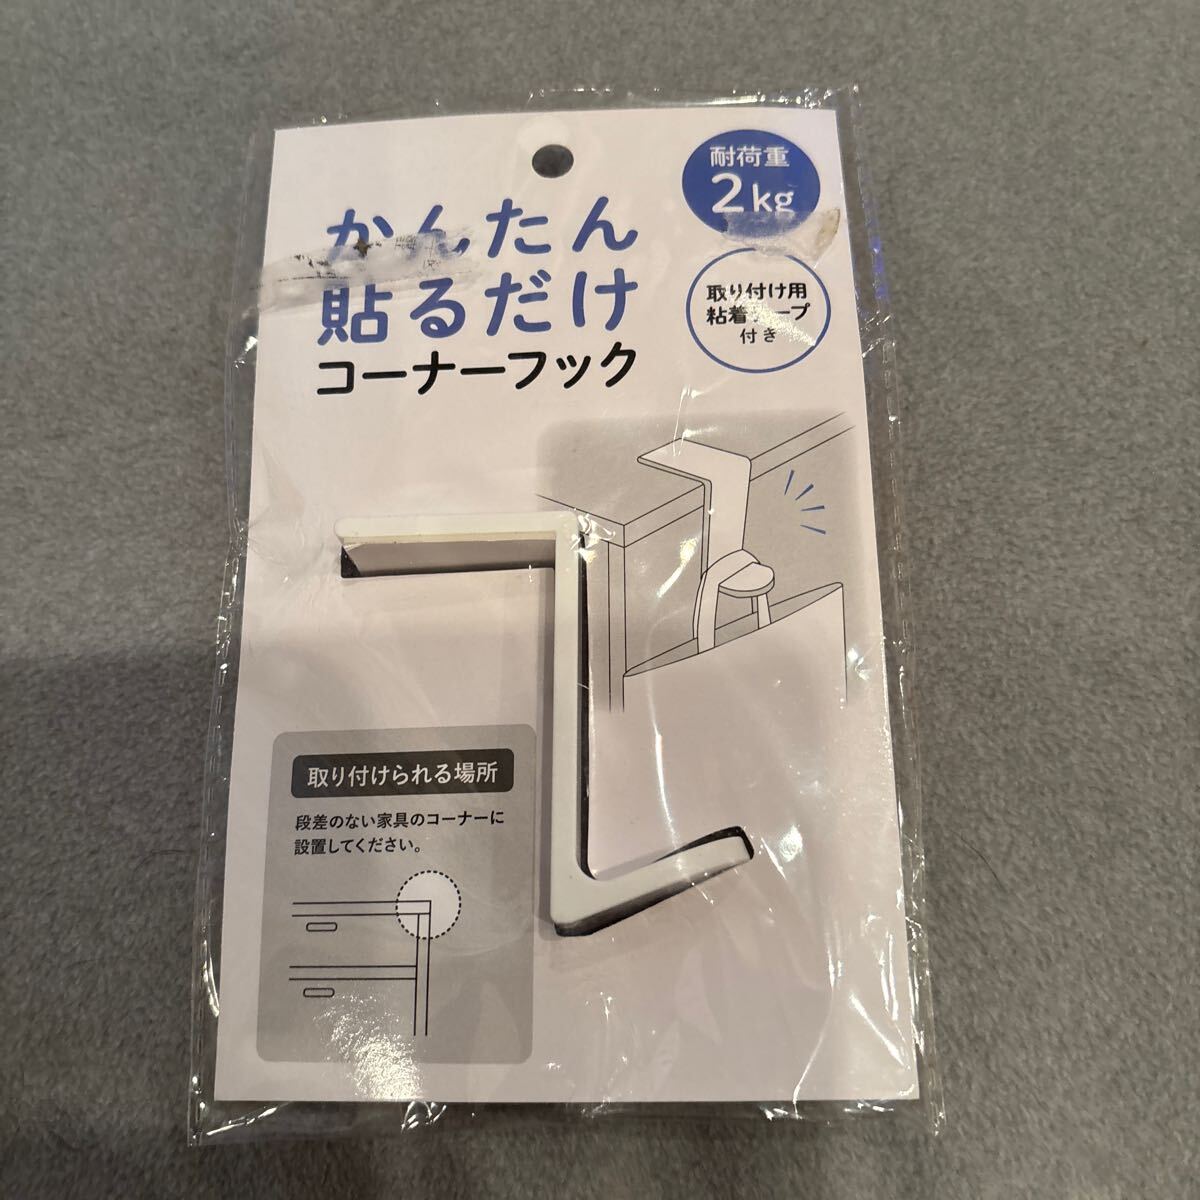 耐荷重
2kg
かんたん
貼るだけ
コーナーフック
取り付け用
粘着テープ
付き
取り付けられる場所
段差のない家具のコーナーに
設置してください。